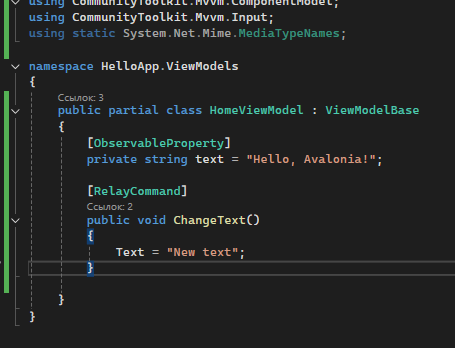 using CommunityToolkit.Mvvm.ComponentModel;
using CommunityToolkit.Mvvm.Input;
using static System.Net.Mime.MediaTypeNames;
namespace HelloApp.ViewModels
{
Ссылок: 3
public partial class HomeViewModel : ViewModelBase
{
[ObservableProperty]
private string text = "Hello, Avalonia!";
[RelayCommand]
Ссылок: 2
public void ChangeText()
{
Text = "New text";
}
}
}